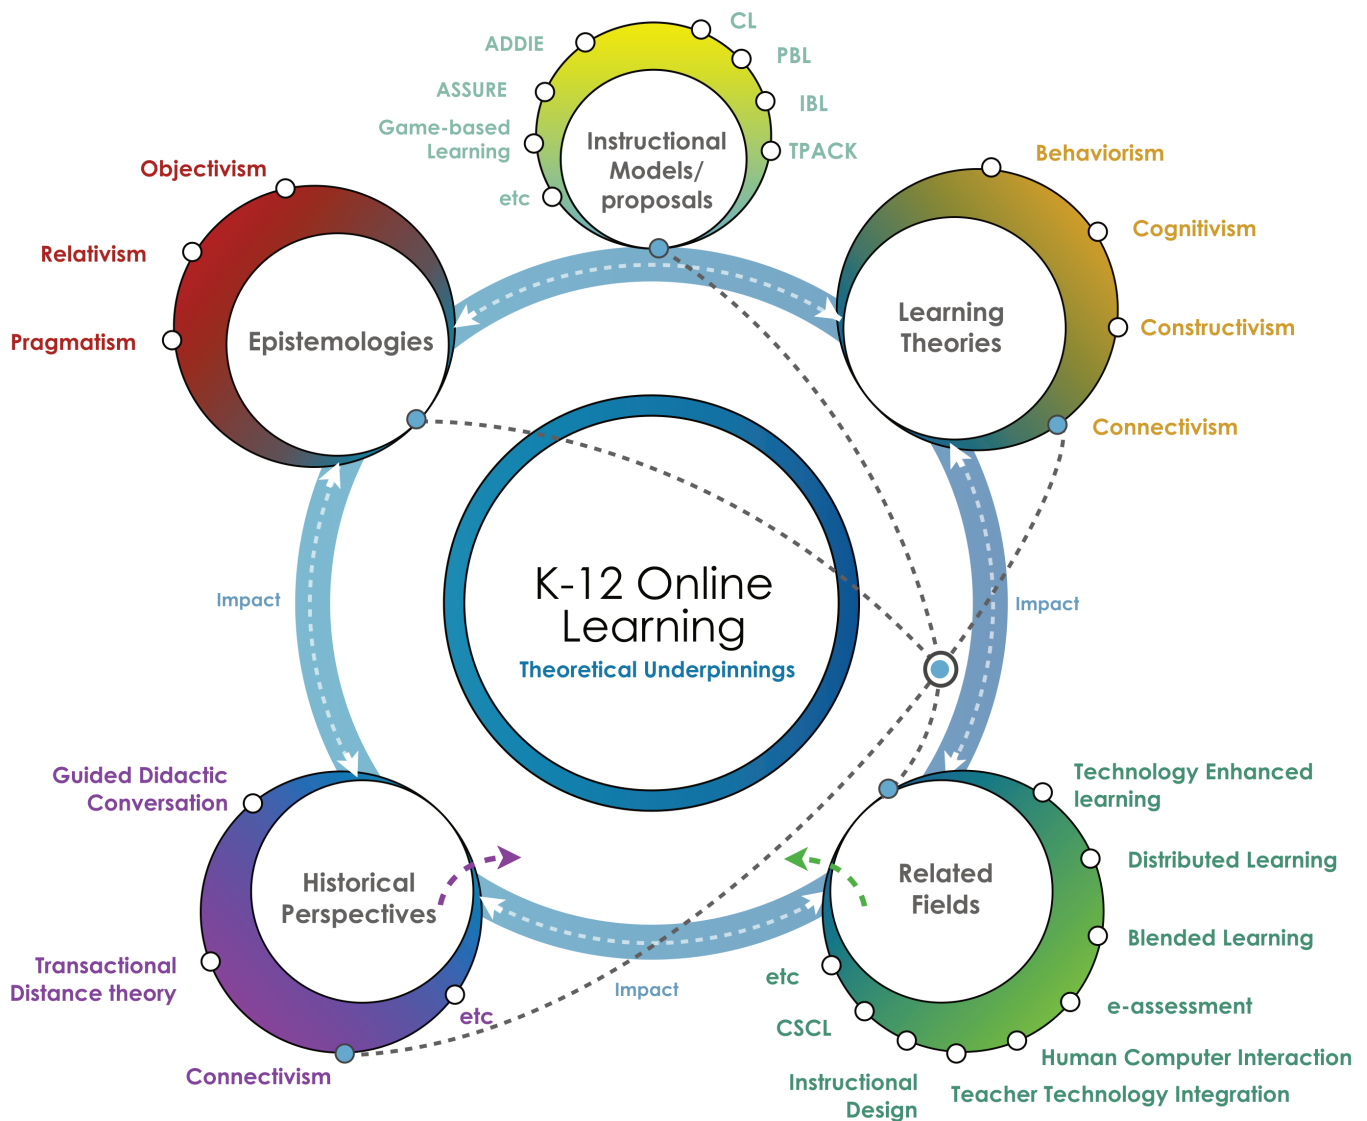 CL
ADDIE
PBL
ASSURE
IBL
Game-based
Learning
TPACK
etc
Instructional
Models/
proposals
Objectivism
Relativism
Pragmatism
Epistemologies
Behaviorism
Cognitivism
Constructivism
Connectivism
Learning
Theories
K-12 Online
Learning
Theoretical Underpinnings
Impact
Impact
Guided Didactic
Conversation
Historical
Perspectives
Transactional
Distance theory
etc
Connectivism
Impact
Related
Fields
Technology Enhanced
learning
Distributed Learning
Blended Learning
e-assessment
Human Computer Interaction
Teacher Technology Integration
Instructional
Design
CSCL
etc